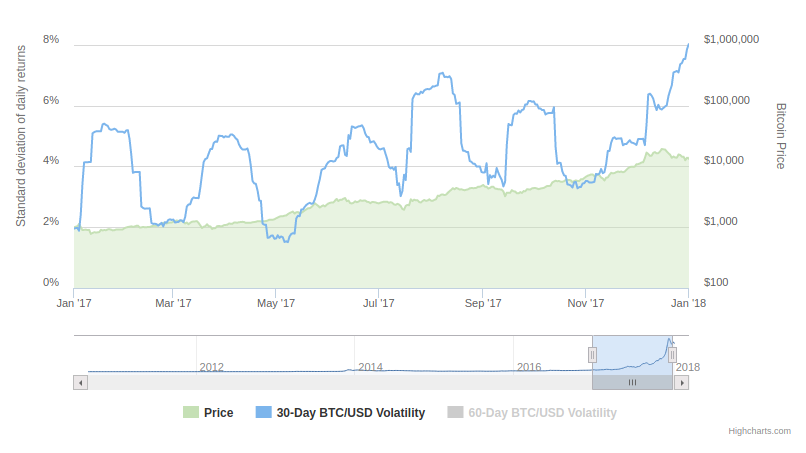 8%
6%
4%
2%
0%
Standard deviation of daily returns
$1,000,000
$100,000
$10,000
$1,000
$100
Bitcoin Price
Jan '17 Mar '17 May '17 Jul '17 Sep '17 Nov '17 Jan '18
2012 2014 2016 2018
Price 30-Day BTC/USD Volatility 60-Day BTC/USD Volatility
Highcharts.com